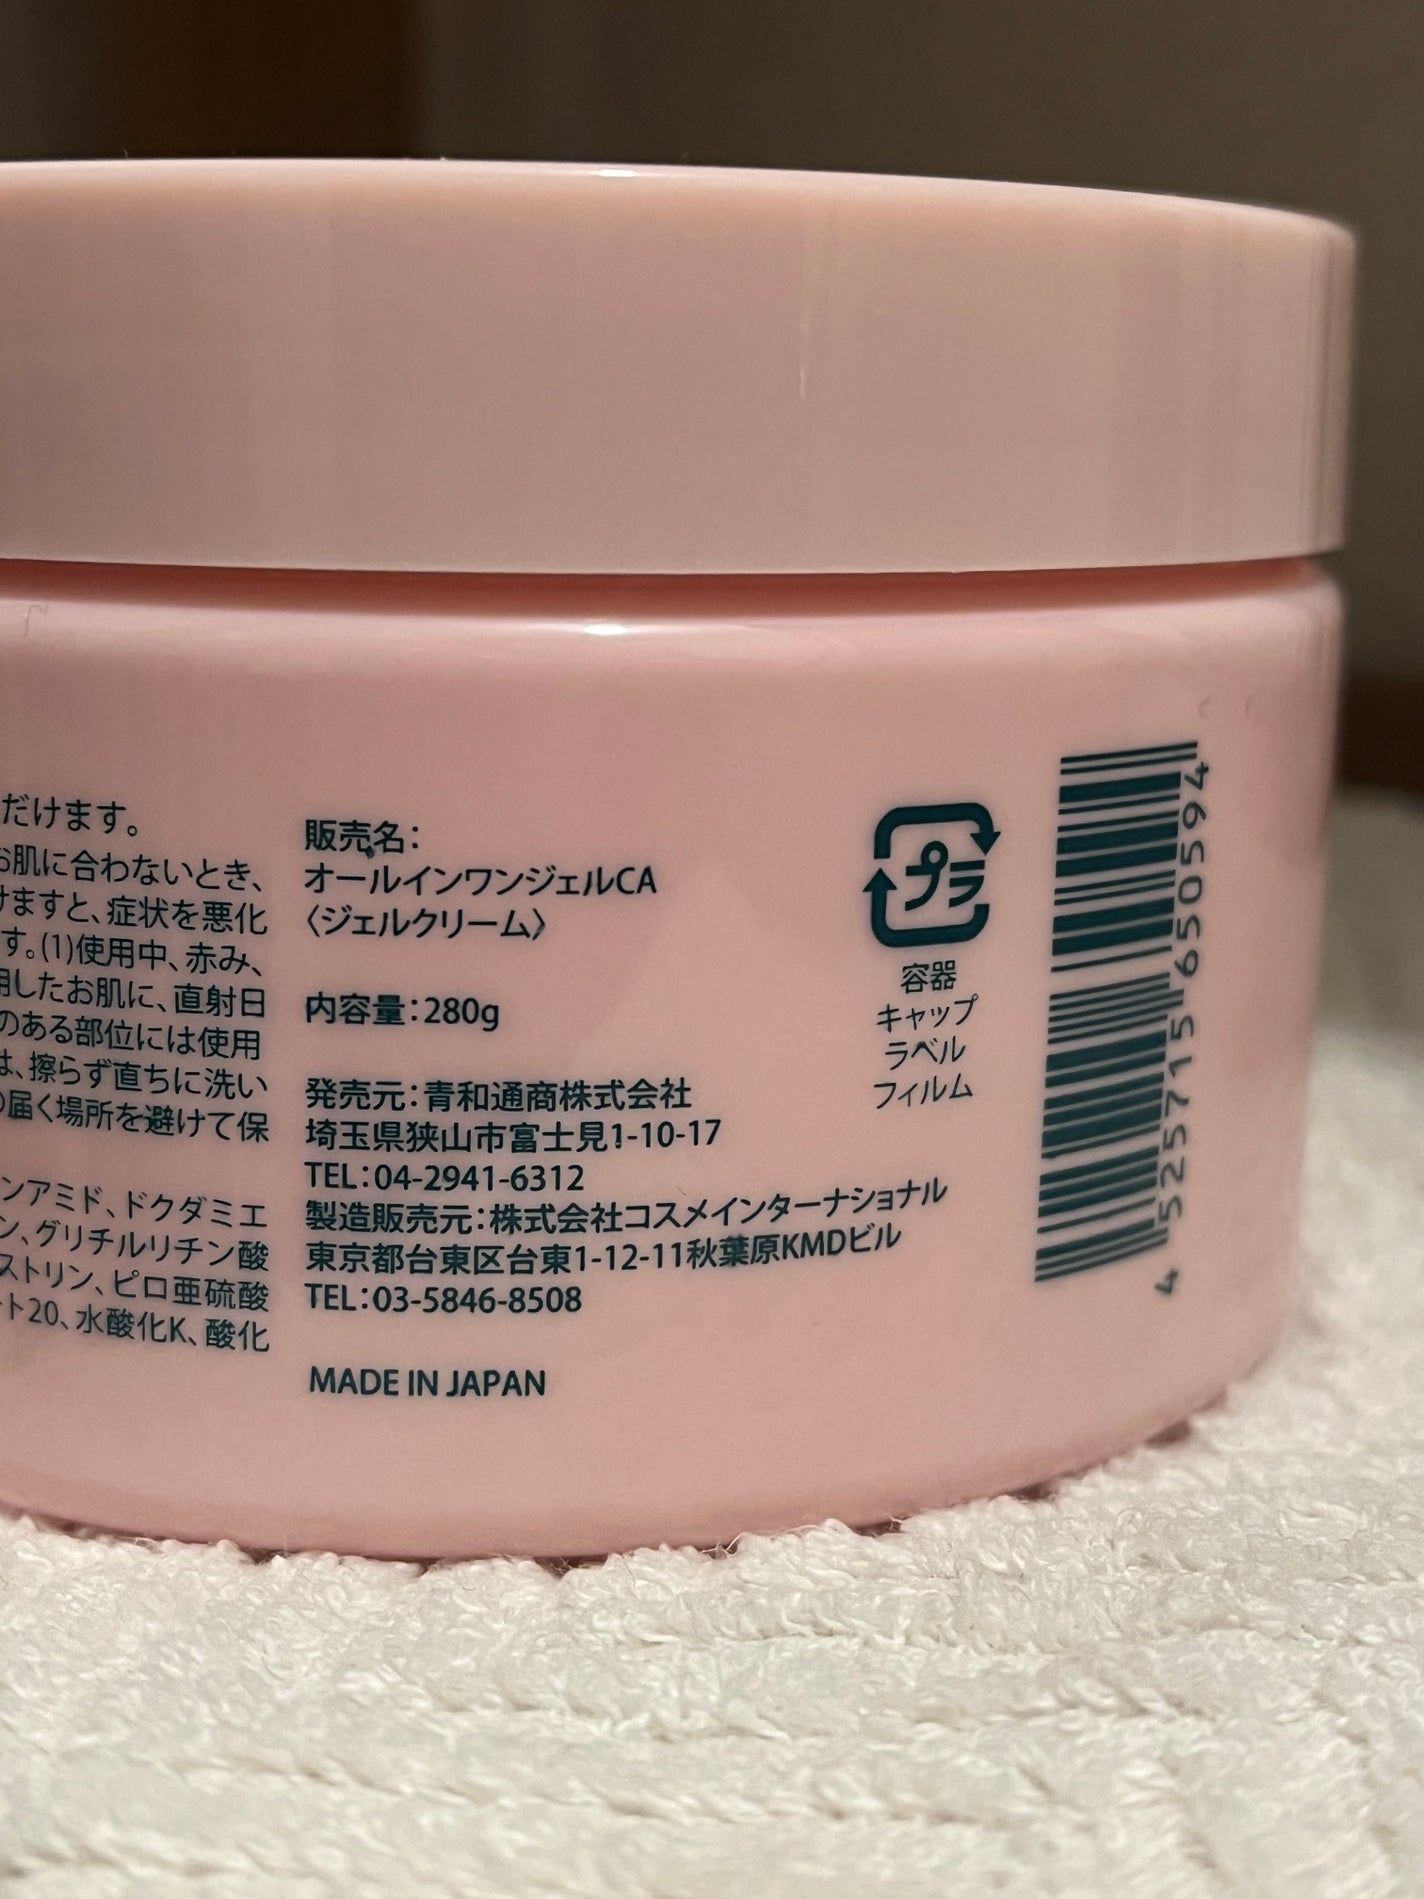 だけます。
お肌に合わないとき、
けますと、症状を悪化
す。(1)使用中、赤み、
用したお肌に、直射日
のある部位には使用
は、擦らず直ちに洗い
の届く場所を避けて保
ンアミド、ドクダミエ
ン、グリチルリチン酸
ストリン、ピロ亜硫酸
ート20、水酸化K、酸化
販売名：
オールインワンジェルCA
〈ジェルクリーム〉
内容量：280g
発売元：青和通商株式会社
埼玉県狭山市富士見1-10-17
TEL：04-2941-6312
製造販売元：株式会社コスメインターナショナル
東京都台東区台東1-12-11秋葉原KMDビル
TEL：03-5846-8508
MADE IN JAPAN
プラ
容器
キャップ
ラベル
フィルム
4 525715 650594